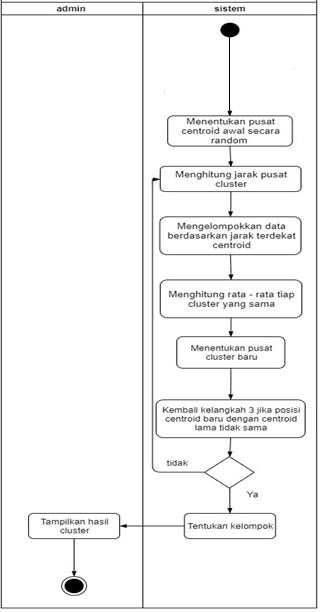 admin
sistem
Menentukan pusat
centroid awal secara
random
Menghitung jarak pusat
cluster
Mengelompokkan data
berdasarkan jarak terdekat
centroid
Menghitung rata - rata tiap
cluster yang sama
Menentukan pusat
cluster baru
Kembali kelangkah 3 jika posisi
centroid baru dengan centroid
lama tidak sama
tidak
Ya
Tentukan kelompok
Tampilkan hasil
cluster